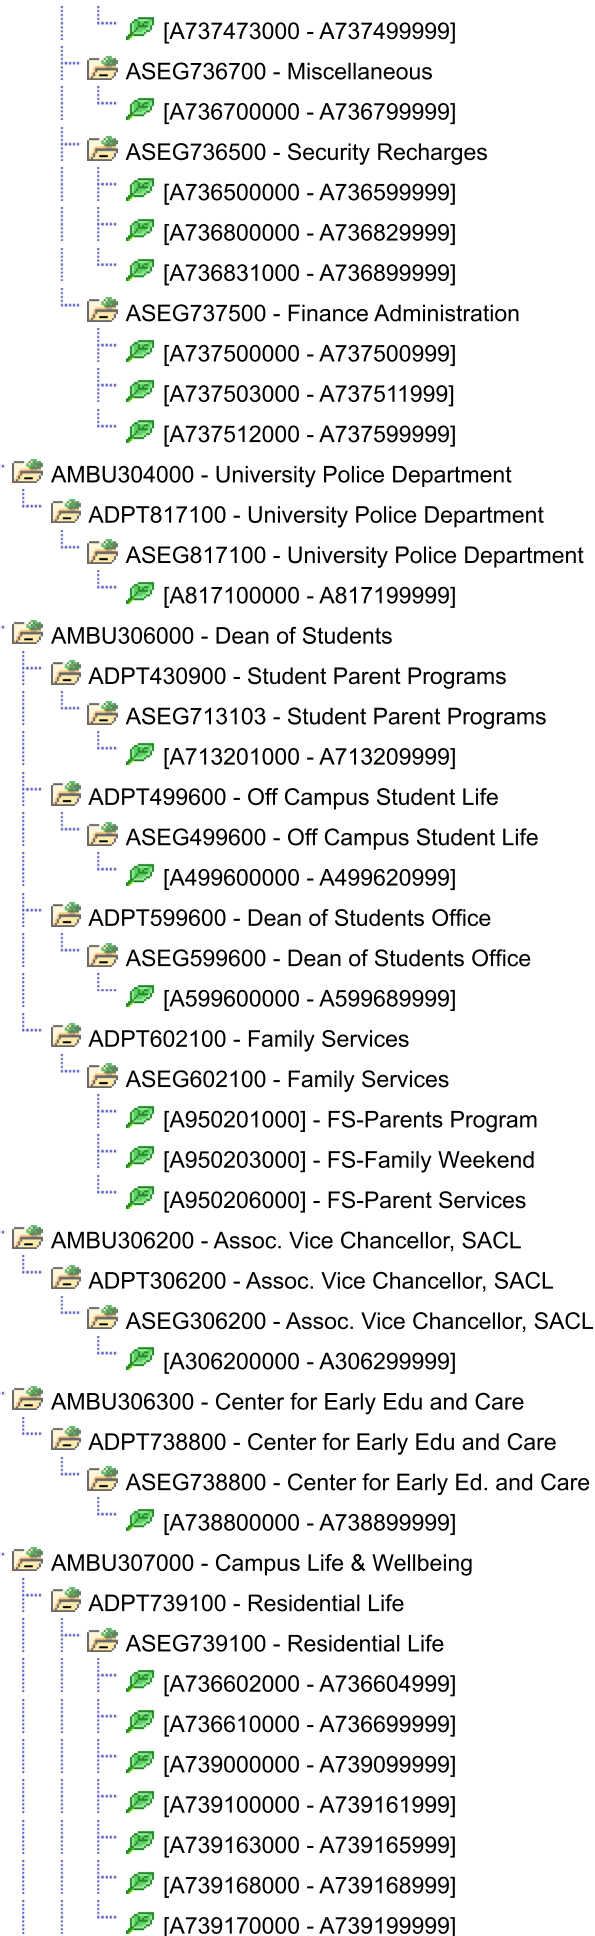 [A737473000 - A737499999]
ASEG736700 - Miscellaneous
[A736700000 - A736799999]
ASEG736500 - Security Recharges
[A736500000 - A736599999]
[A736800000 - A736829999]
[A736831000 - A736899999]
ASEG737500 - Finance Administration
[A737500000 - A737500999]
[A737503000 - A737511999]
[A737512000 - A737599999]
AMBU304000 - University Police Department
ADPT817100 - University Police Department
ASEG817100 - University Police Department
[A817100000 - A817199999]
AMBU306000 - Dean of Students
ADPT430900 - Student Parent Programs
ASEG713103 - Student Parent Programs
[A713201000 - A713209999]
ADPT499600 - Off Campus Student Life
ASEG499600 - Off Campus Student Life
[A499600000 - A499620999]
ADPT599600 - Dean of Students Office
ASEG599600 - Dean of Students Office
[A599600000 - A599689999]
ADPT602100 - Family Services
ASEG602100 - Family Services
[A950201000] - FS-Parents Program
[A950203000] - FS-Family Weekend
[A950206000] - FS-Parent Services
AMBU306200 - Assoc. Vice Chancellor, SACL
ADPT306200 - Assoc. Vice Chancellor, SACL
ASEG306200 - Assoc. Vice Chancellor, SACL
[A306200000 - A306299999]
AMBU306300 - Center for Early Edu and Care
ADPT738800 - Center for Early Edu and Care
ASEG738800 - Center for Early Ed. and Care
[A738800000 - A738899999]
AMBU307000 - Campus Life & Wellbeing
ADPT739100 - Residential Life
ASEG739100 - Residential Life
[A736602000 - A736604999]
[A736610000 - A736699999]
[A739000000 - A739099999]
[A739100000 - A739161999]
[A739163000 - A739165999]
[A739168000 - A739168999]
[A739170000 - A739199999]